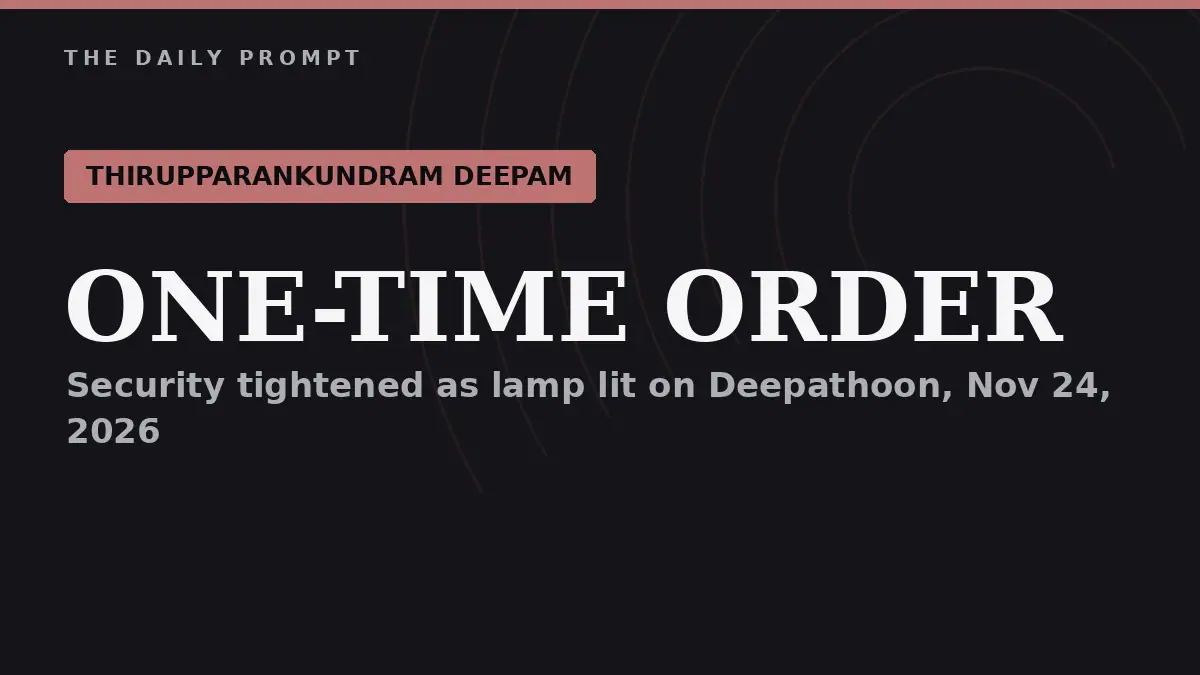 THE DAILY PROMPT
THIRUPPARANKUNDRAM DEEPAM
ONE-TIME ORDER
Security tightened as lamp lit on Deepathoon, Nov 24,
2026